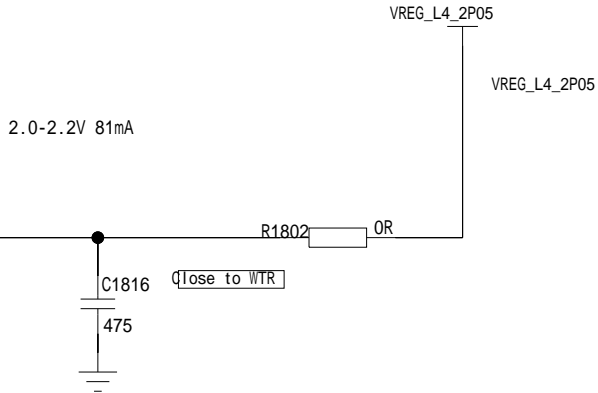 VREG_L4_2P05
VREG_L4_2P05
2.0-2.2V 81mA
R1802
0R
C1816
Close to WTR
475